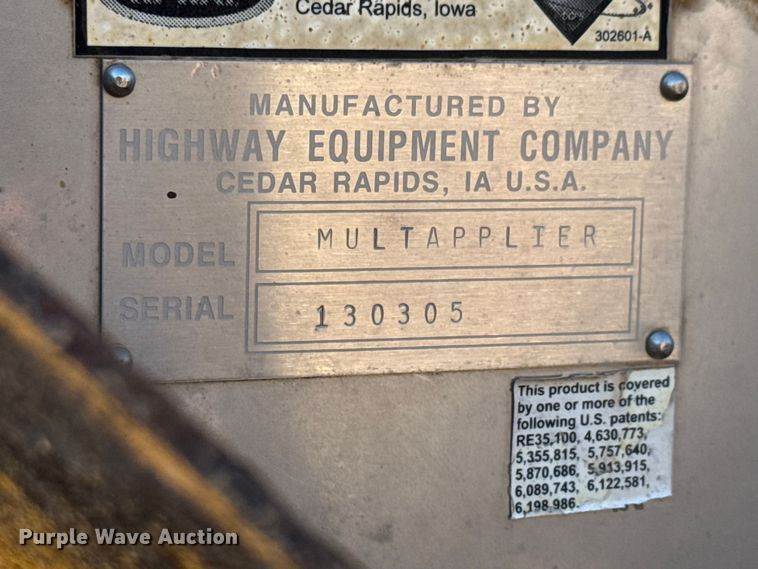 Cedar Rapids, Iowa
302601-A
MANUFACTURED BY
HIGHWAY EQUIPMENT COMPANY
CEDAR RAPIDS, IA U.S.A.
MODEL MULTAPPLIER
SERIAL 130305
This product is covered
by one or more of the
following U.S. patents:
RE35,100, 4,630,773,
5,355,815, 5,757,640,
5,870,686, 5,913,915,
6,089,743, 6,122,581,
6,198,986
Purple Wave Auction